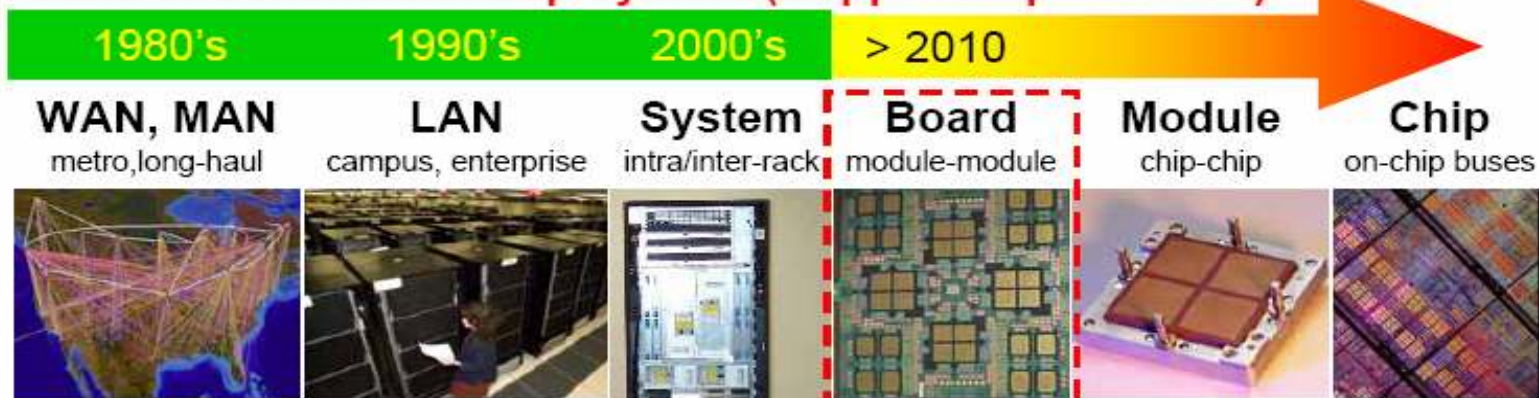 1980's 1990's 2000's > 2010
WAN, MAN LAN System Board Module Chip
metro,long-haul campus, enterprise intra/inter-rack module-module chip-chip on-chip buses